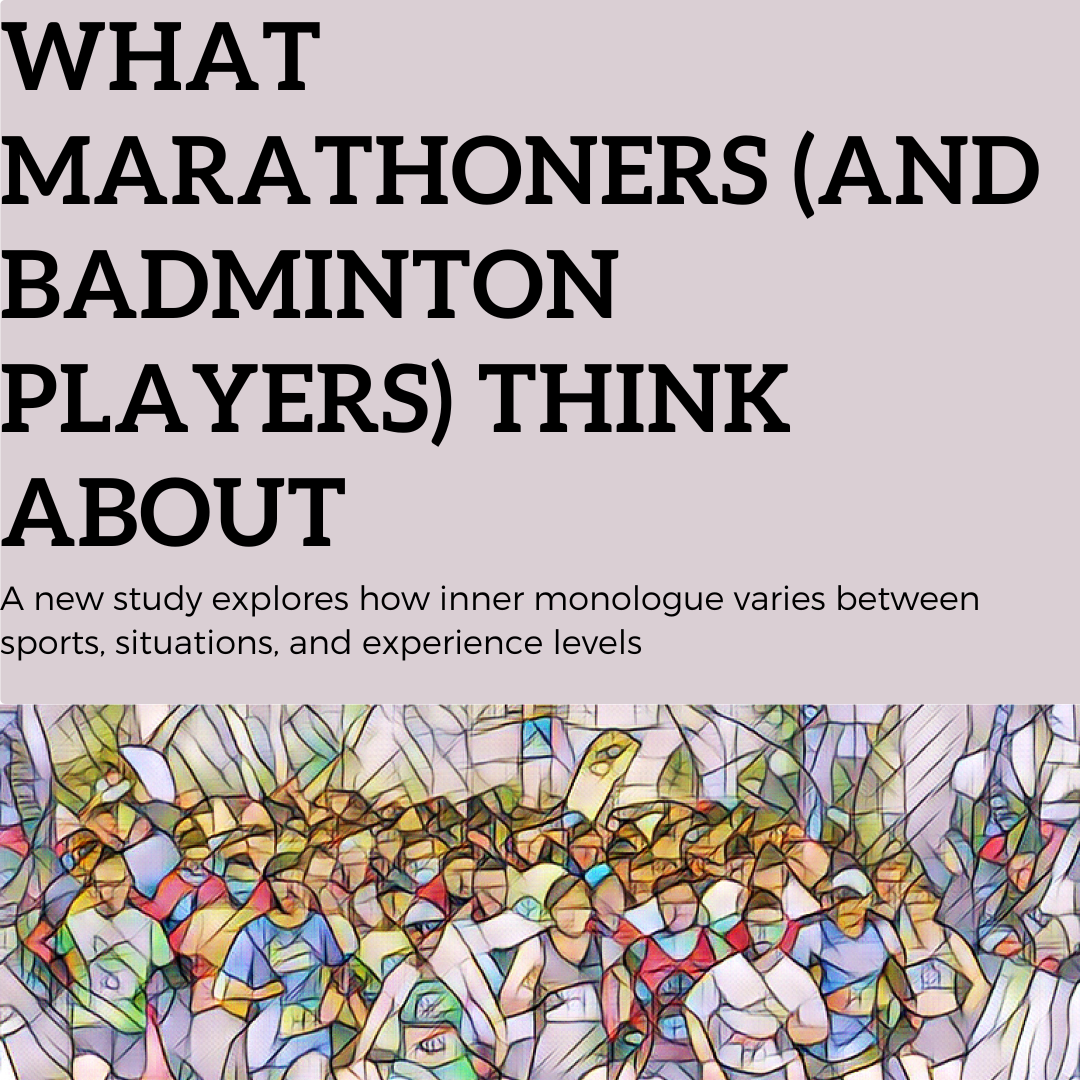 WHAT
MARATHONERS (AND
BADMINTON
PLAYERS) THINK
ABOUT
A new study explores how inner monologue varies between
sports, situations, and experience levels